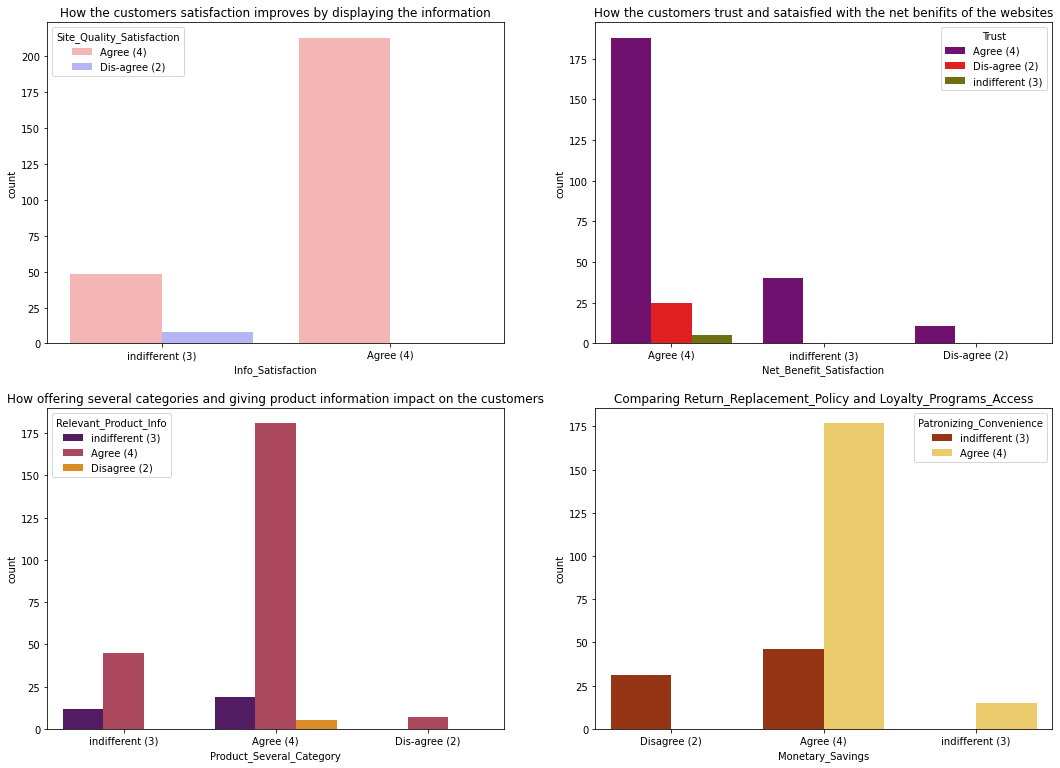 How the customers satisfaction improves by displaying the information
Site_Quality_Satisfaction
Agree (4)
Dis-agree (2)
200
175
150
125
100
75
50
25
0
count
indifferent (3)
Agree (4)
Info_Satisfaction
How the customers trust and sataisfied with the net benifits of the websites
Trust
Agree (4)
Dis-agree (2)
indifferent (3)
175
150
125
100
75
50
25
0
count
Agree (4)
indifferent (3)
Dis-agree (2)
Net_Benefit_Satisfaction
How offering several categories and giving product information impact on the customers
Relevant_Product_Info
indifferent (3)
Agree (4)
Disagree (2)
175
150
125
100
75
50
25
0
count
indifferent (3)
Agree (4)
Dis-agree (2)
Product_Several_Category
Comparing Return_Replacement_Policy and Loyalty_Programs_Access
Patronizing_Convenience
indifferent (3)
Agree (4)
175
150
125
100
75
50
25
0
count
Disagree (2)
Agree (4)
indifferent (3)
Monetary_Savings